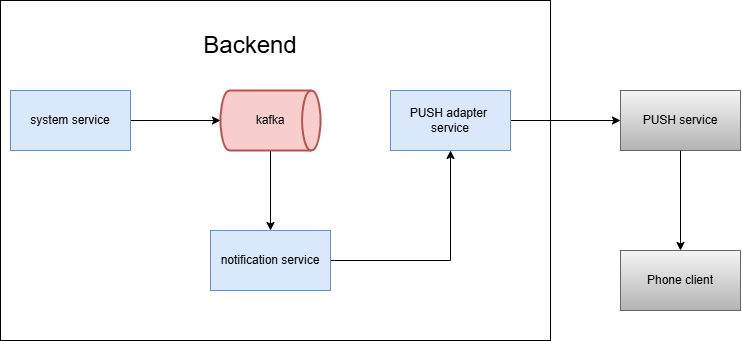 Backend
system service
kafka
PUSH adapter
service
PUSH service
notification service
Phone client